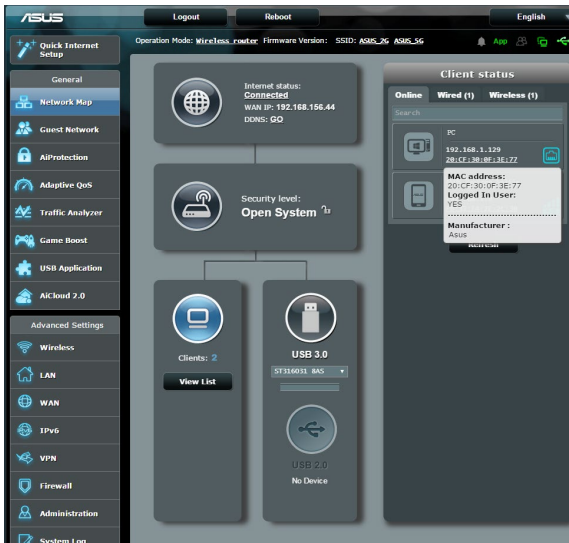 ASUS
Logout
Reboot
English
Quick Internet
Setup
Operation Mode: Wireless router Firmware Version: SSID: ASUS_2G ASUS_5G
App
General
Network Map
Guest Network
AiProtection
Adaptive QoS
Traffic Analyzer
Game Boost
USB Application
AiCloud 2.0
Advanced Settings
Wireless
LAN
WAN
IPv6
VPN
Firewall
Administration
System Log
Internet status:
Connected
WAN IP: 192.168.156.44
DDNS: GO
Security level:
Open System
Clients: 2
View List
USB 3.0
ST316031 8AS
USB 2.0
No Device
Client status
Online Wired (1) Wireless (1)
Search
PC
192.168.1.129
20:CF:30:0F:3E:77
MAC address:
20:CF:30:0F:3E:77
Logged In User:
YES
Manufacturer :
Asus
Refresh